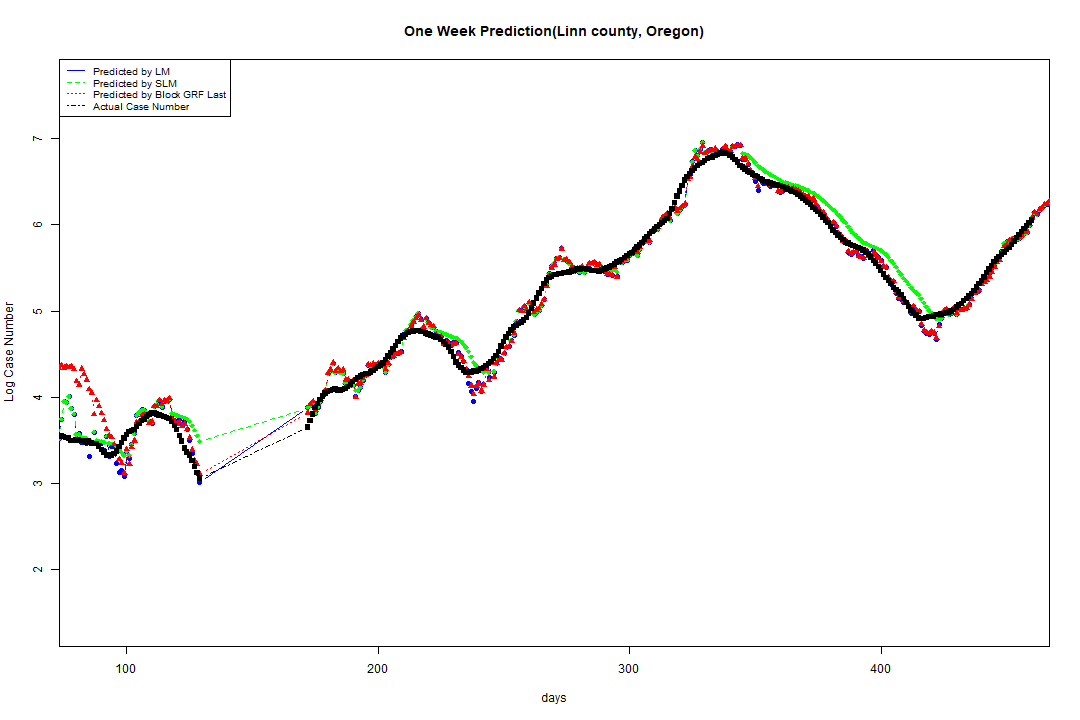 One Week Prediction(Linn county, Oregon)
Predicted by LM
Predicted by SLM
Predicted by Block GRF Last
Actual Case Number
7
6
5
4
3
2
Log Case Number
100 200 300 400
days